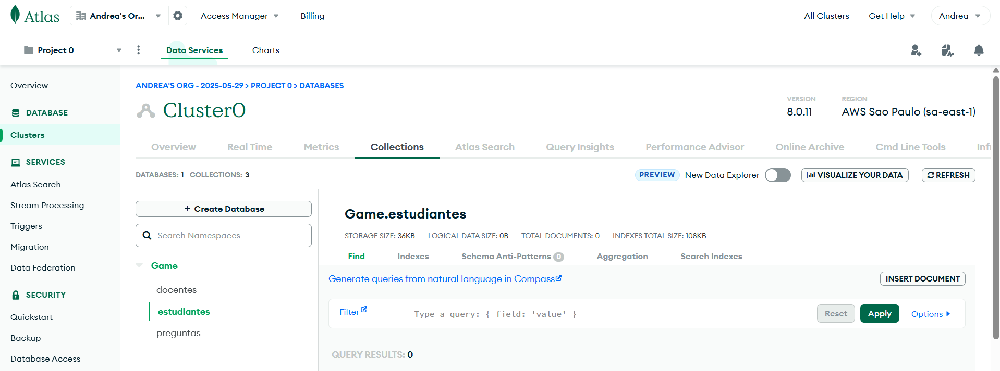 Atlas
Andrea's Or...
Access Manager
Billing
All Clusters
Get Help
Andrea
Project 0
Data Services
Charts
Overview
DATABASE
Clusters
SERVICES
Atlas Search
Stream Processing
Triggers
Migration
Data Federation
SECURITY
Quickstart
Backup
Database Access
ANDREA'S ORG - 2025-05-29 > PROJECT 0 > DATABASES
Cluster0
VERSION
8.0.11
REGION
AWS Sao Paulo (sa-east-1)
Overview
Real Time
Metrics
Collections
Atlas Search
Query Insights
Performance Advisor
Online Archive
Cmd Line Tools
DATABASES: 1 COLLECTIONS: 3
PREVIEW New Data Explorer
VISUALIZE YOUR DATA
REFRESH
+ Create Database
Search Namespaces
Game
docentes
estudiantes
preguntas
Game.estudiantes
STORAGE SIZE: 36KB LOGICAL DATA SIZE: 0B TOTAL DOCUMENTS: 0 INDEXES TOTAL SIZE: 108KB
Find
Indexes
Schema Anti-Patterns 0
Aggregation
Search Indexes
Generate queries from natural language in Compass
INSERT DOCUMENT
Filter
Type a query: { field: 'value' }
Reset
Apply
Options
QUERY RESULTS: 0